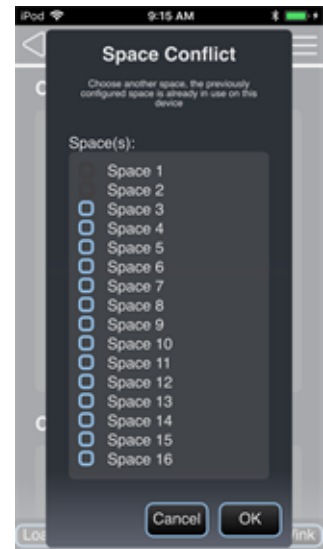 iPod 9:15 AM
Space Conflict
Choose another space, the previously
configured space is already in use on this
device
Space(s):
Space 1
Space 2
Space 3
Space 4
Space 5
Space 6
Space 7
Space 8
Space 9
Space 10
Space 11
Space 12
Space 13
Space 14
Space 15
Space 16
Cancel OK